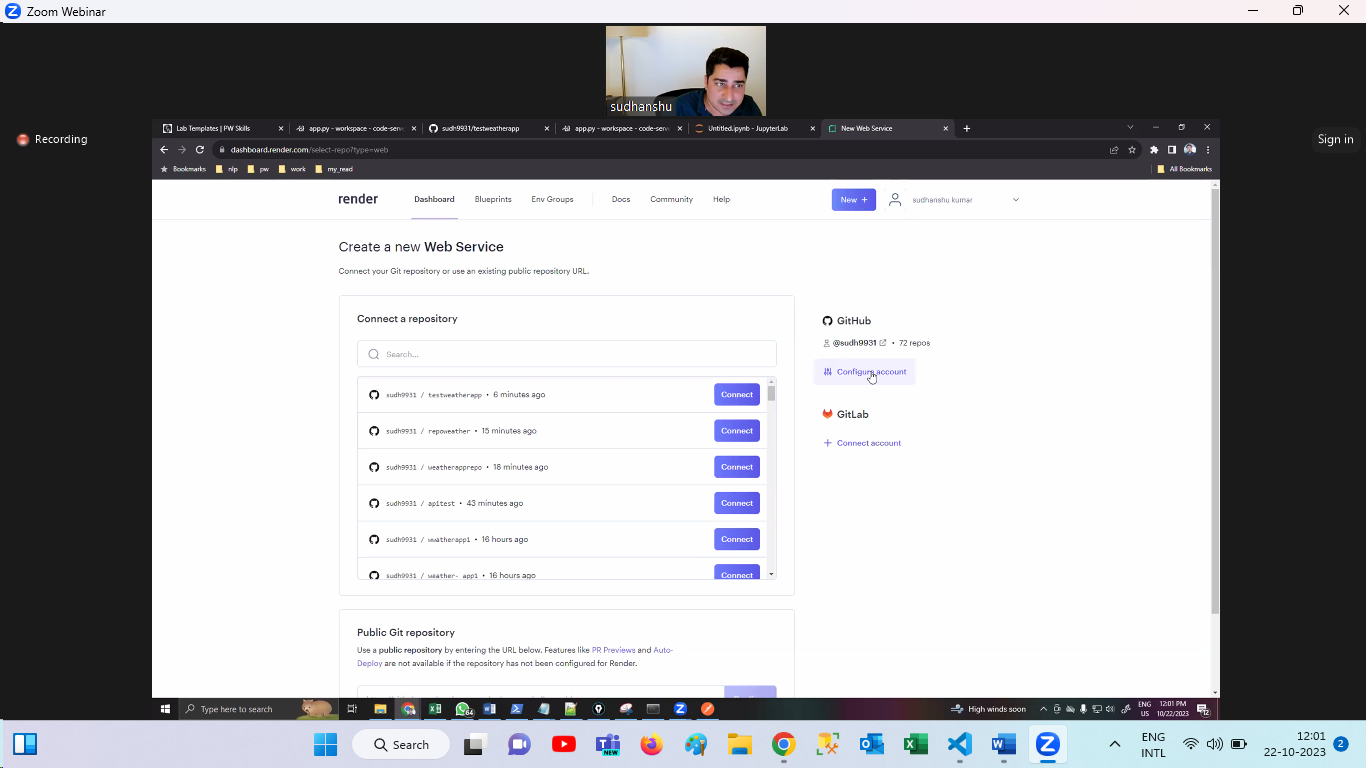 Zoom Webinar
sudhanshu
Recording
Sign in
Lab Templates | PW Skills
app.py - workspace - code-serve
sudh9931/testweatherapp
app.py - workspace - code-serve
Untitled.ipynb - JupyterLab
New Web Service
dashboard.render.com/select-repo?type=web
Bookmarks nlp pw work my_read All Bookmarks
render Dashboard Blueprints Env Groups Docs Community Help New + sudhanshu kumar
Create a new Web Service
Connect your Git repository or use an existing public repository URL.
Connect a repository
Search...
sudh9931 / testweatherapp • 6 minutes ago Connect
sudh9931 / repoweather • 15 minutes ago Connect
sudh9931 / weatherapprepo • 18 minutes ago Connect
sudh9931 / apitest • 43 minutes ago Connect
sudh9931 / wwatherapp1 • 16 hours ago Connect
sudh9931 / weather- app1 • 16 hours ago Connect
GitHub
@sudh9931 • 72 repos
Configure account
GitLab
+ Connect account
Public Git repository
Use a public repository by entering the URL below. Features like PR Previews and Auto-
Deploy are not available if the repository has not been configured for Render.
Type here to search
64
High winds soon
ENG
US
12:01 PM
10/22/2023
12
Search
NEW
ENG
INTL
12:01
22-10-2023
2